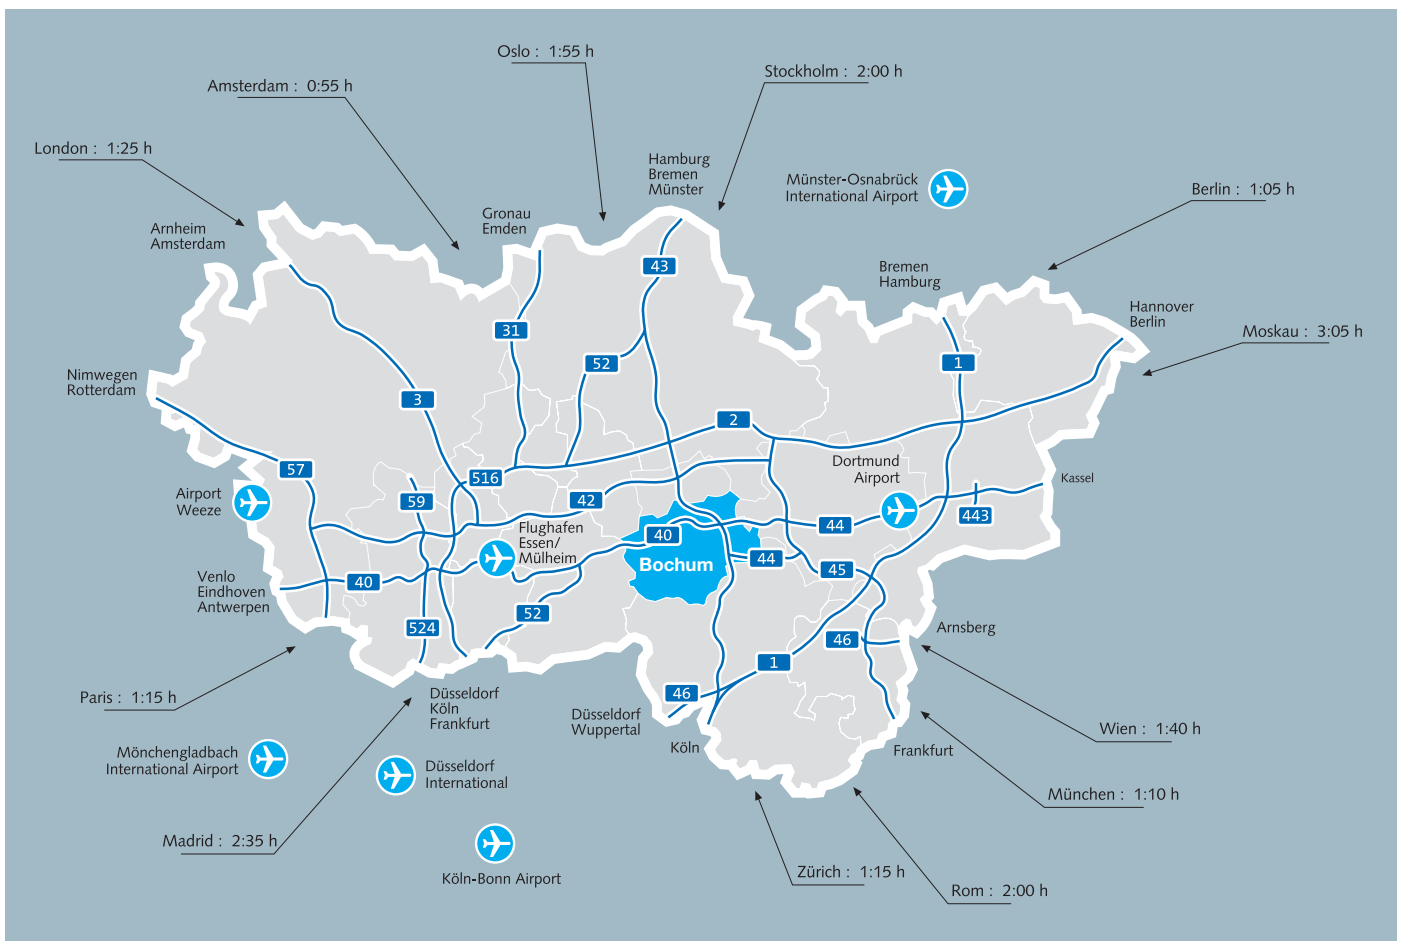 Oslo : 1:55 h
Stockholm : 2:00 h
Amsterdam : 0:55 h
London : 1:25 h
Hamburg
Bremen
Münster
Münster-Osnabrück
International Airport
Berlin : 1:05 h
Gronau
Emden
Arnheim
Amsterdam
43
Bremen
Hamburg
Hannover
Berlin
31
Moskau : 3:05 h
52
1
Nimwegen
Rotterdam
3
2
57
516
Dortmund
Airport
Kassel
Airport
Weeze
59
42
44
443
Flughafen
Essen/
Mülheim
40
Bochum
44
45
Venlo
Eindhoven
Antwerpen
40
52
524
46
Arnsberg
1
46
Paris : 1:15 h
Düsseldorf
Köln
Frankfurt
Düsseldorf
Wuppertal
Köln
Frankfurt
Wien : 1:40 h
Mönchengladbach
International Airport
Düsseldorf
International
München : 1:10 h
Madrid : 2:35 h
Köln-Bonn Airport
Zürich : 1:15 h
Rom : 2:00 h